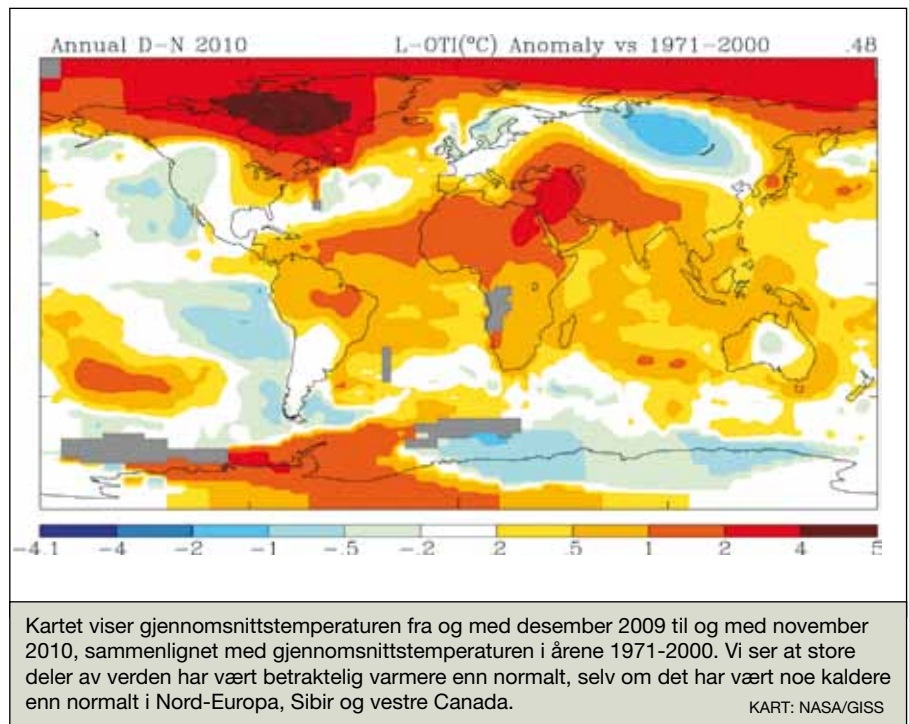 Annual D-N 2010 L-OTI(°C) Anomaly vs 1971-2000 .48
-4.1 -4 -2 -1 -.5 -.2 .2 .5 1 2 4 5
Kartet viser gjennomsnittstemperaturen fra og med desember 2009 til og med november
2010, sammenlignet med gjennomsnittstemperaturen i årene 1971-2000. Vi ser at store
deler av verden har vært betraktelig varmere enn normalt, selv om det har vært noe kaldere
enn normalt i Nord-Europa, Sibir og vestre Canada. KART: NASA/GISS